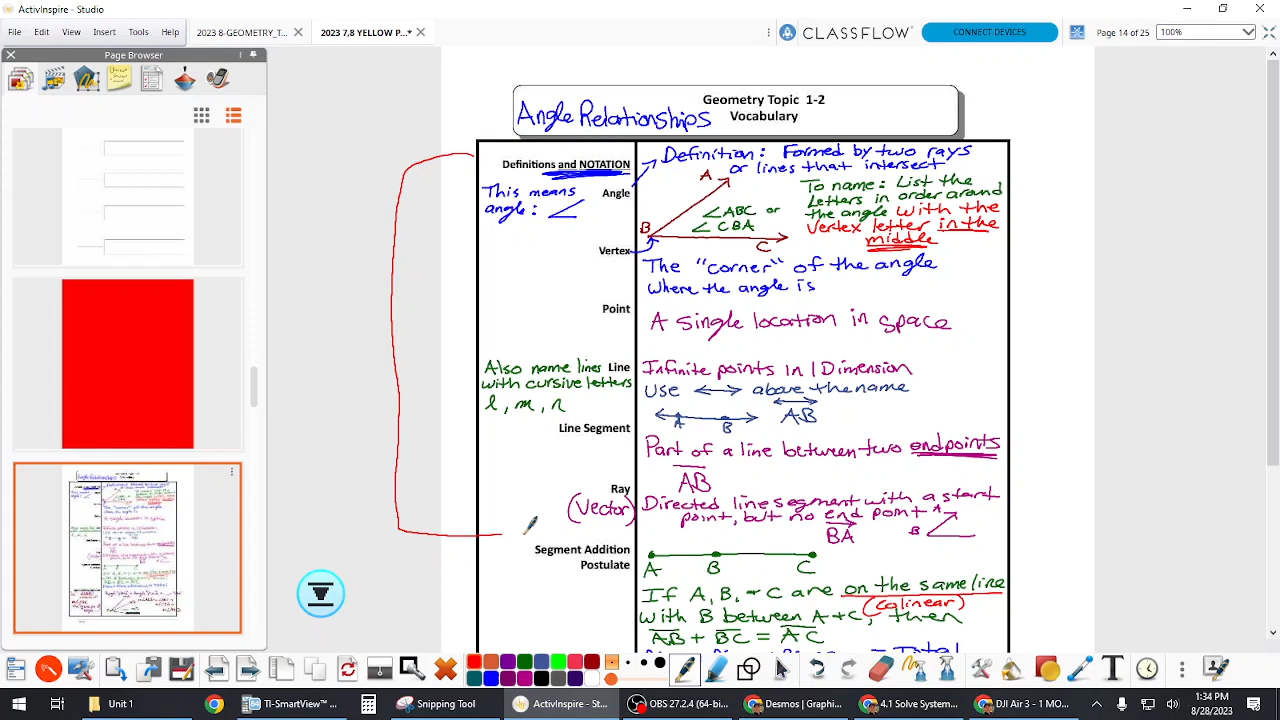 ActivInspire - Studio
File Edit View Insert Tools Help
2023 8-GEOMETRY_T...
2023 7,8 YELLOW P...*
CLASSFLOW
CONNECT DEVICES
Page 14 of 25
100%
Page Browser
Geometry Topic 1-2
Vocabulary
Angle Relationships
Definitions and NOTATION
This means
angle: ∠
Angle
Definition: Formed by two rays
or lines that intersect
A
B
C
∠ABC or
∠CBA
To name: List the
letters in order around
the angle with the
vertex letter in the
middle
Vertex
The "corner" of the angle
where the angle is
Point
A single location in space
Also name lines
with cursive letters
l, m, n
Line
Infinite points in 1 Dimension
Use ↔ above the name
A B AB
Line Segment
Part of a line between two endpoints
AB
Ray
(Vector)
Directed line segment with a start
point, but no end point
BA
A
B
Segment Addition
Postulate
A B C
If A, B, + C are on the same line
(colinear)
with B between A + C, then
AB + BC = AC
= Total
Unit 1
TI-SmartView ™...
Snipping Tool
ActivInspire - St...
OBS 27.2.4 (64-bi...
Desmos | Graphi...
4.1 Solve System...
DJI Air 3 - 1 MO...
1:34 PM
8/28/2023